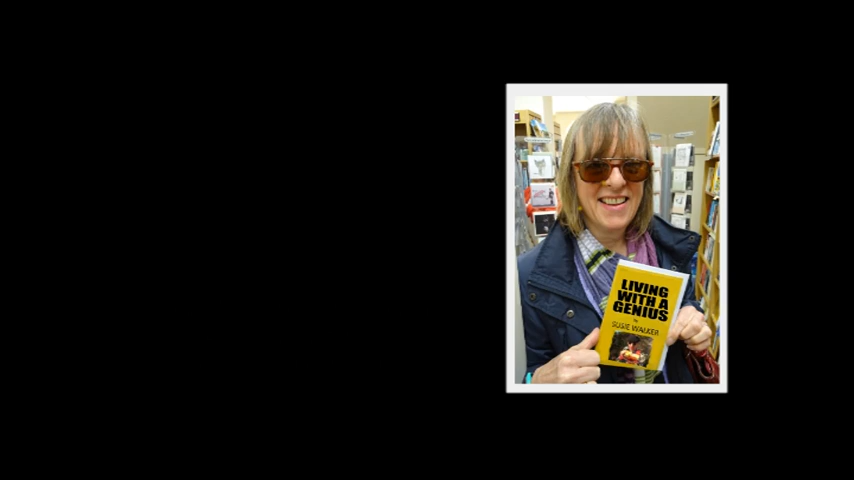 LIVING
WITH A
GENIUS
by
SUSIE WALKER